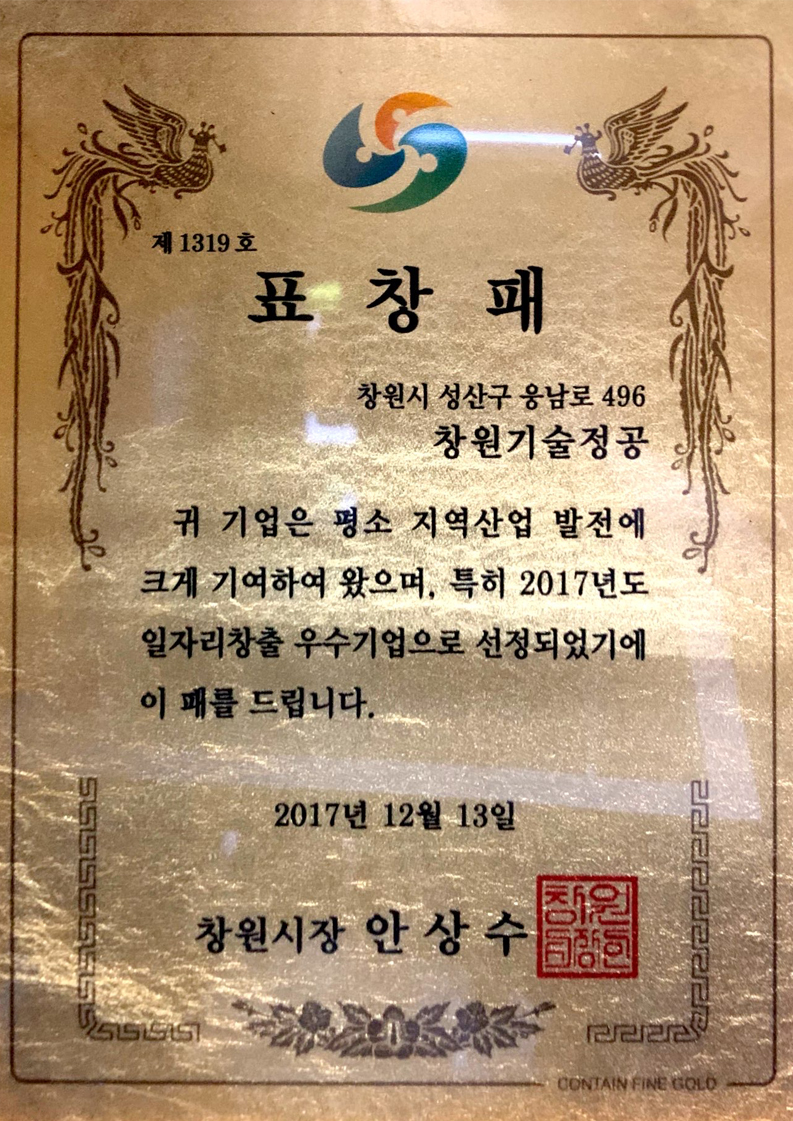 제 1319 호
표 창 패
창원시 성산구 웅남로 496
창원기술정공
귀 기업은 평소 지역산업 발전에
크게 기여하여 왔으며, 특히 2017년도
일자리창출 우수기업으로 선정되었기에
이 패를 드립니다.
2017년 12월 13일
창원시장 안 상 수
CONTAIN FINE GOLD